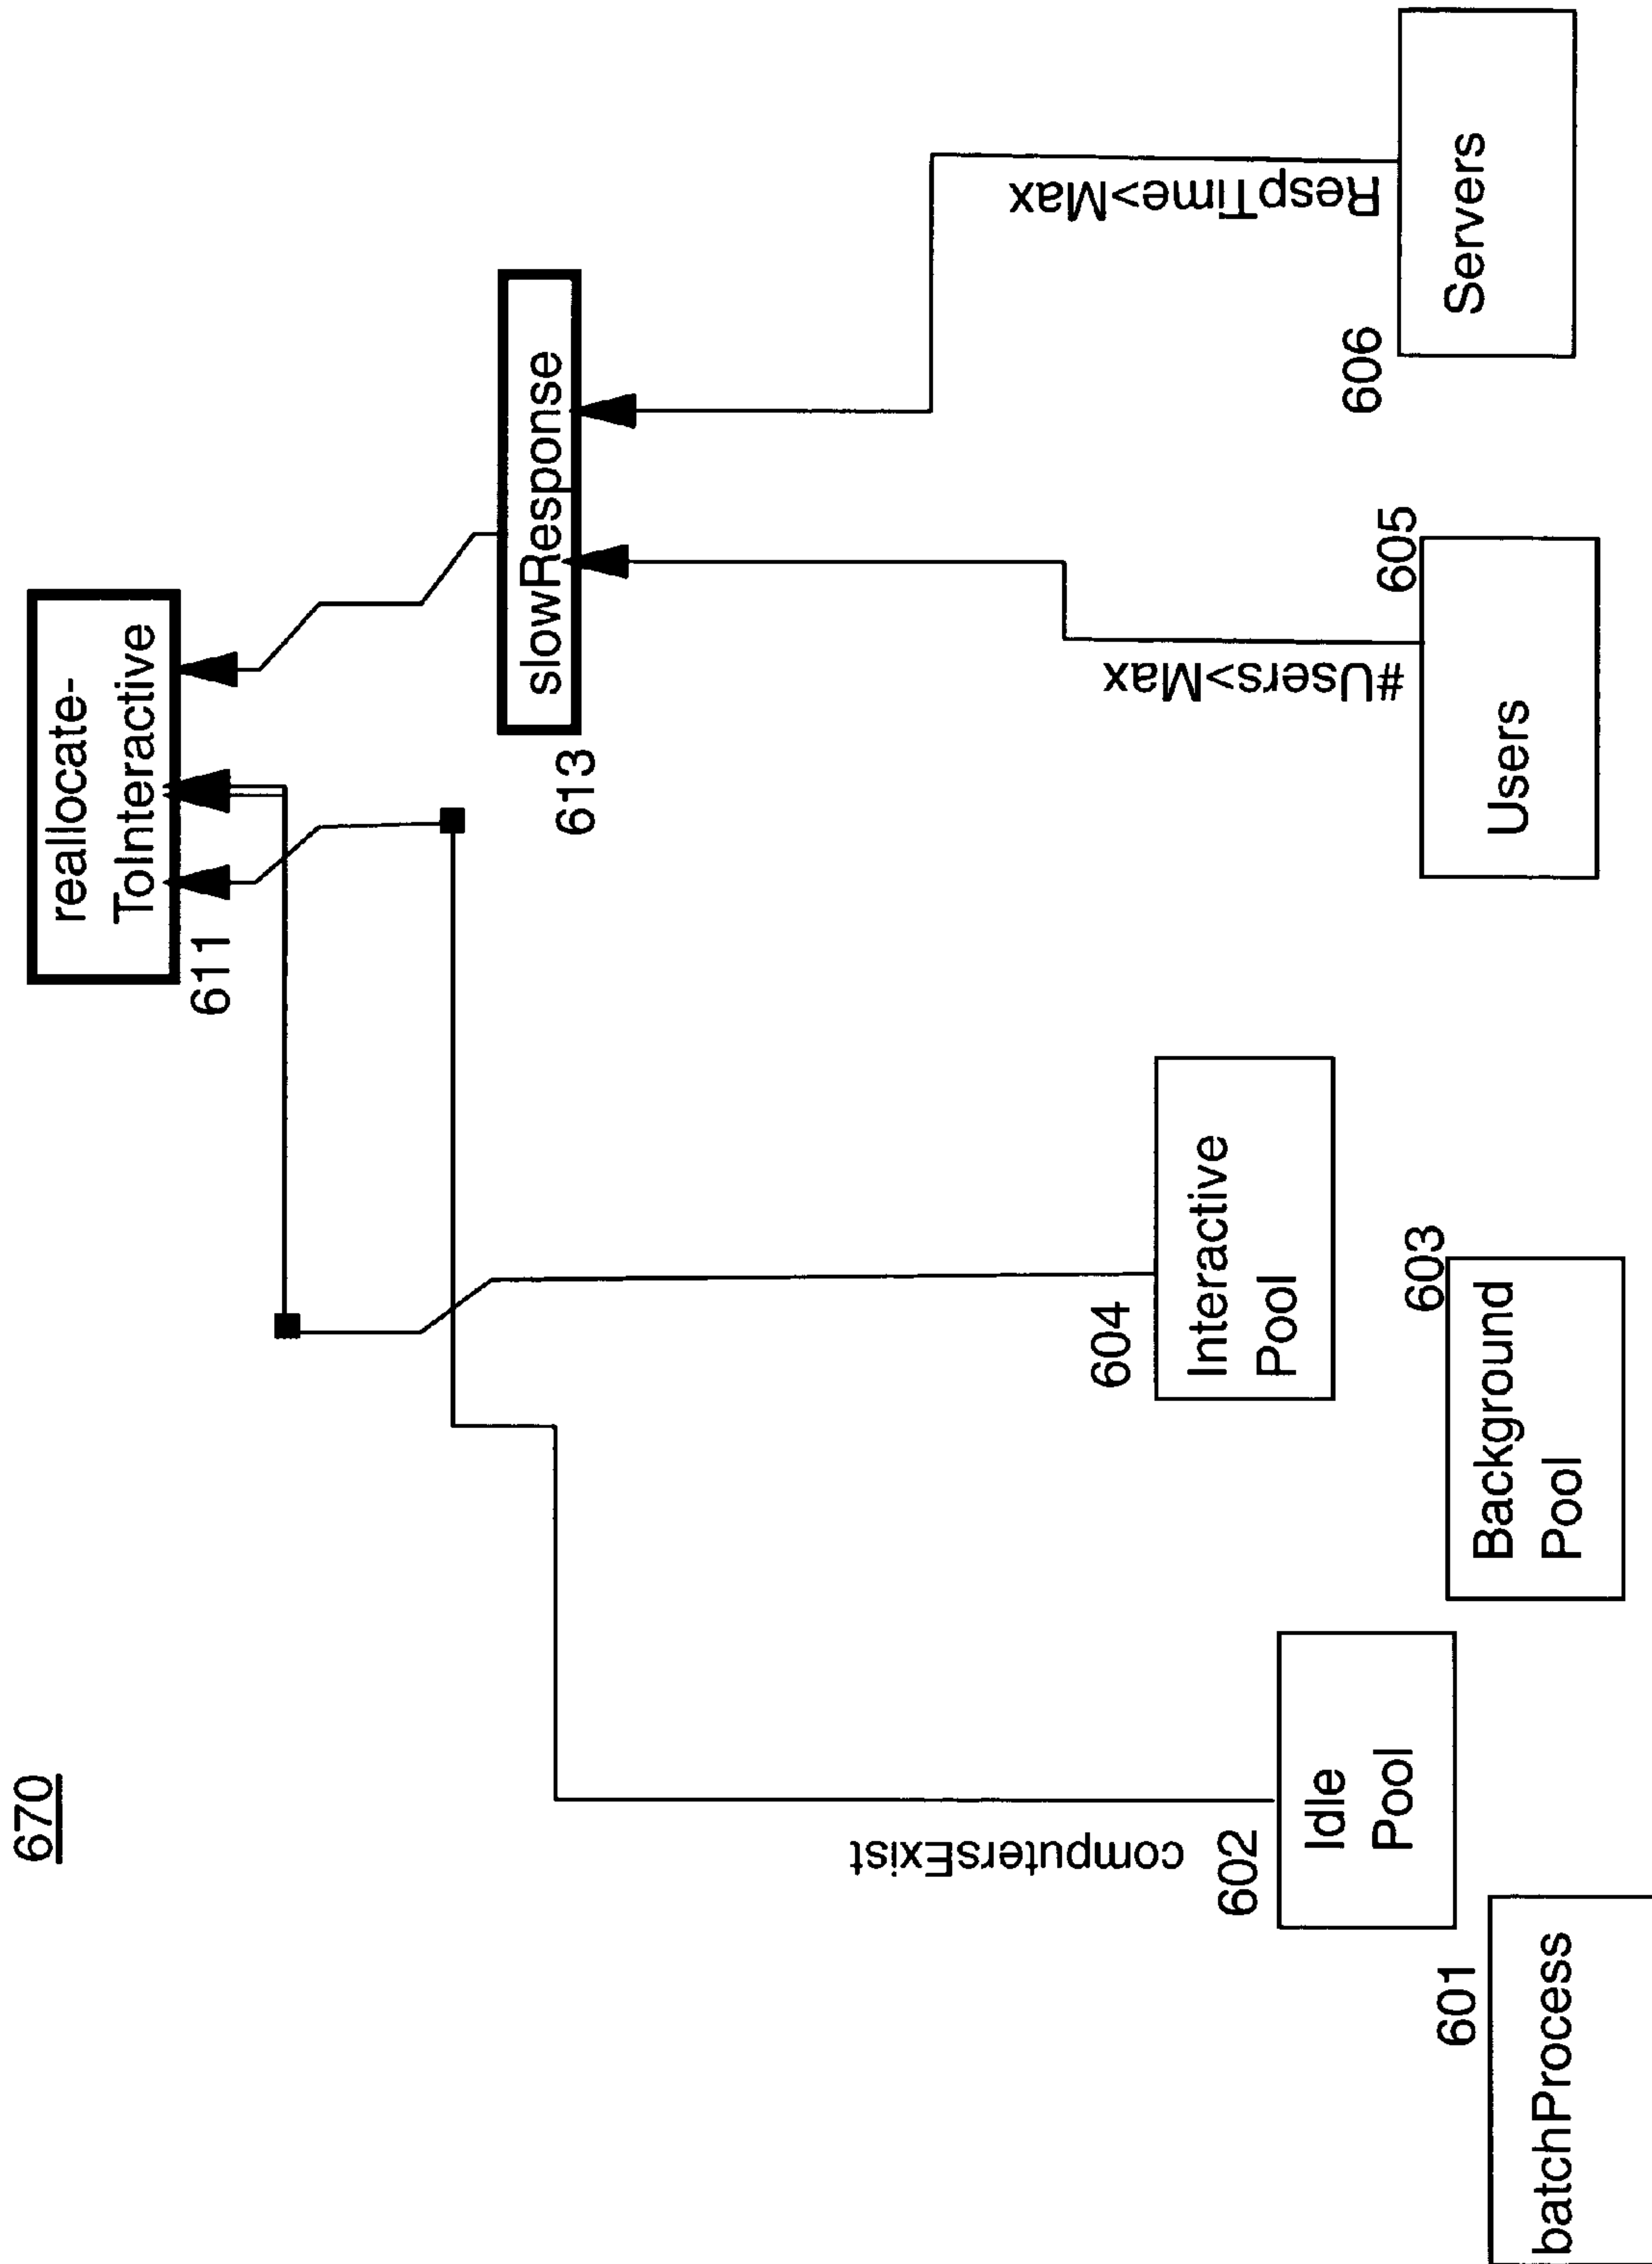 670
reallocate-
ToInteractive
611
slowResponse
613
computersExist
#Users>Max
RespTime>Max
602
Idle
Pool
604
Interactive
Pool
601
batchProcess
603
Background
Pool
605
Users
606
Servers